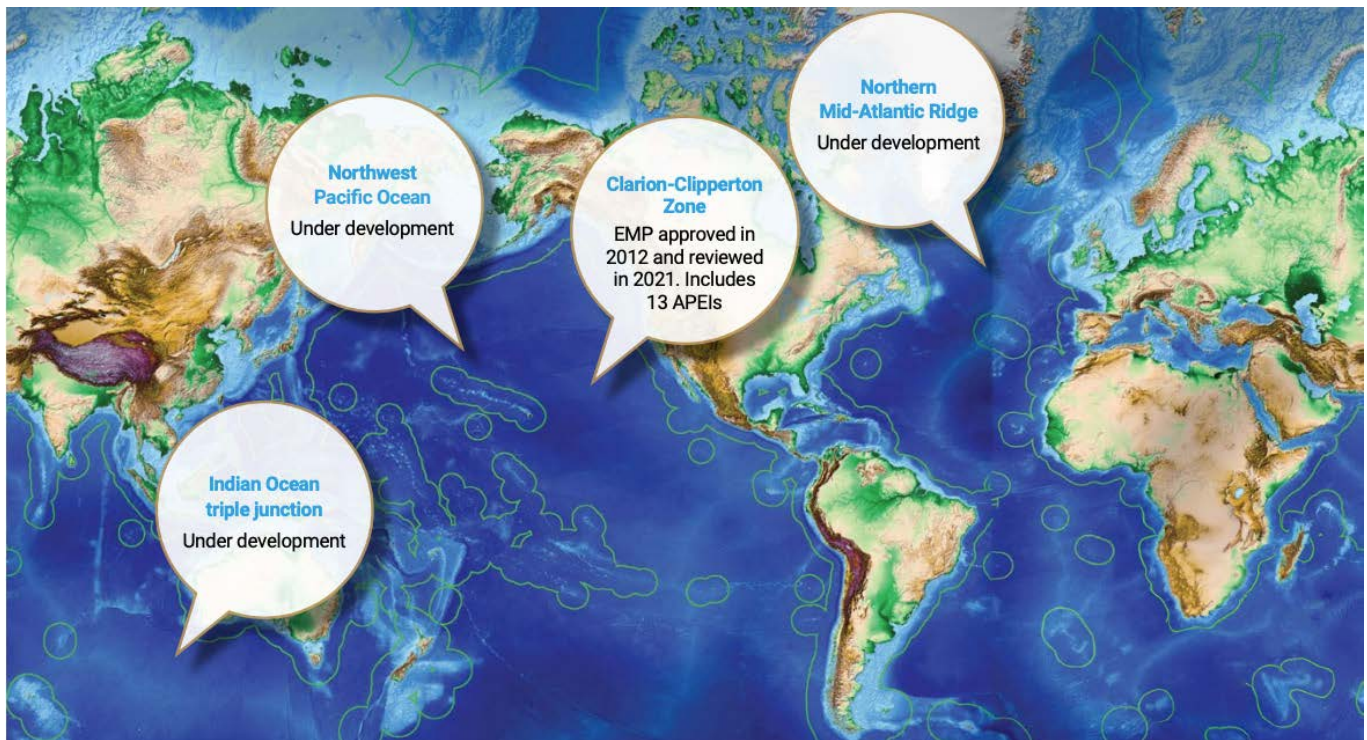 Northern
Mid-Atlantic Ridge
Under development
Northwest
Pacific Ocean
Under development
Clarion-Clipperton
Zone
EMP approved in
2012 and reviewed
in 2021. Includes
13 APEIs
Indian Ocean
triple junction
Under development